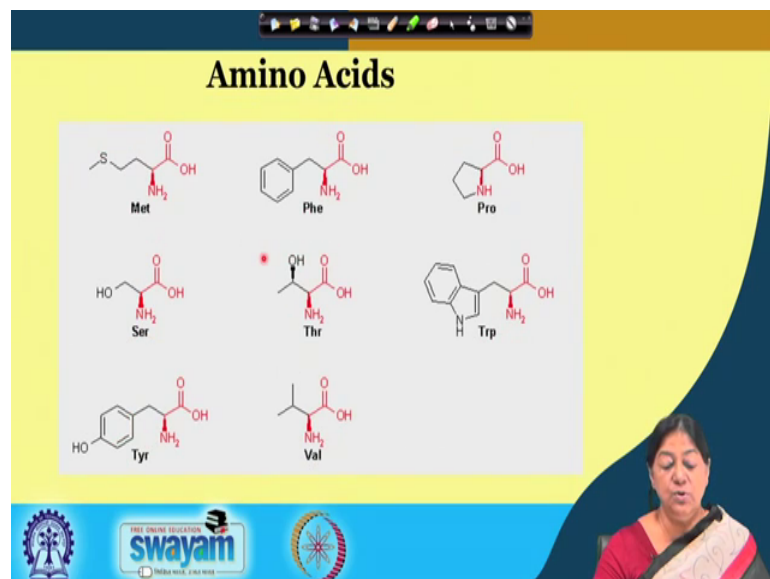 Amino Acids
S O OH NH₂ Met
O OH NH₂ Phe
O OH NH Pro
HO O OH NH₂ Ser
OH O OH NH₂ Thr
O OH NH₂ N H Trp
HO O OH NH₂ Tyr
O OH NH₂ Val
FREE ONLINE EDUCATION
swayam